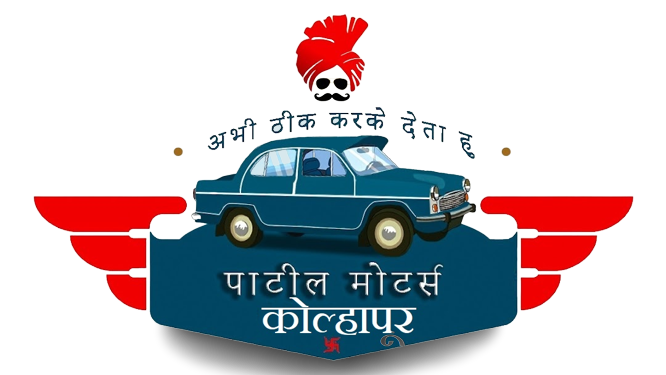 अभी ठीक करके देता हु
पाटील मोटर्स
कोल्हापूर